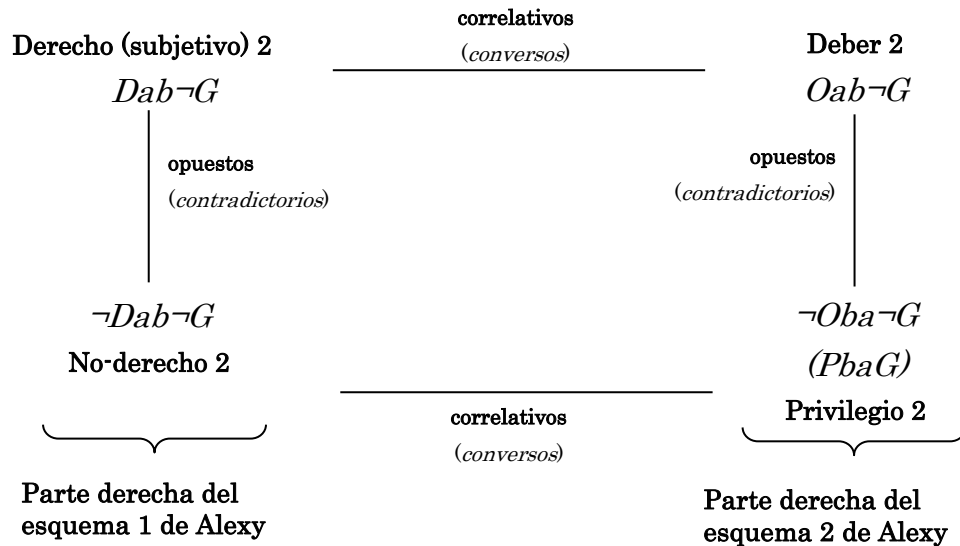 correlativos
(conversos)
Derecho (subjetivo) 2
Deber 2
Dab¬G
Oab¬G
opuestos
(contradictorios)
opuestos
(contradictorios)
¬Dab¬G
¬Oba¬G
No-derecho 2
(PbaG)
Privilegio 2
correlativos
(conversos)
Parte derecha del
esquema 1 de Alexy
Parte derecha del
esquema 2 de Alexy